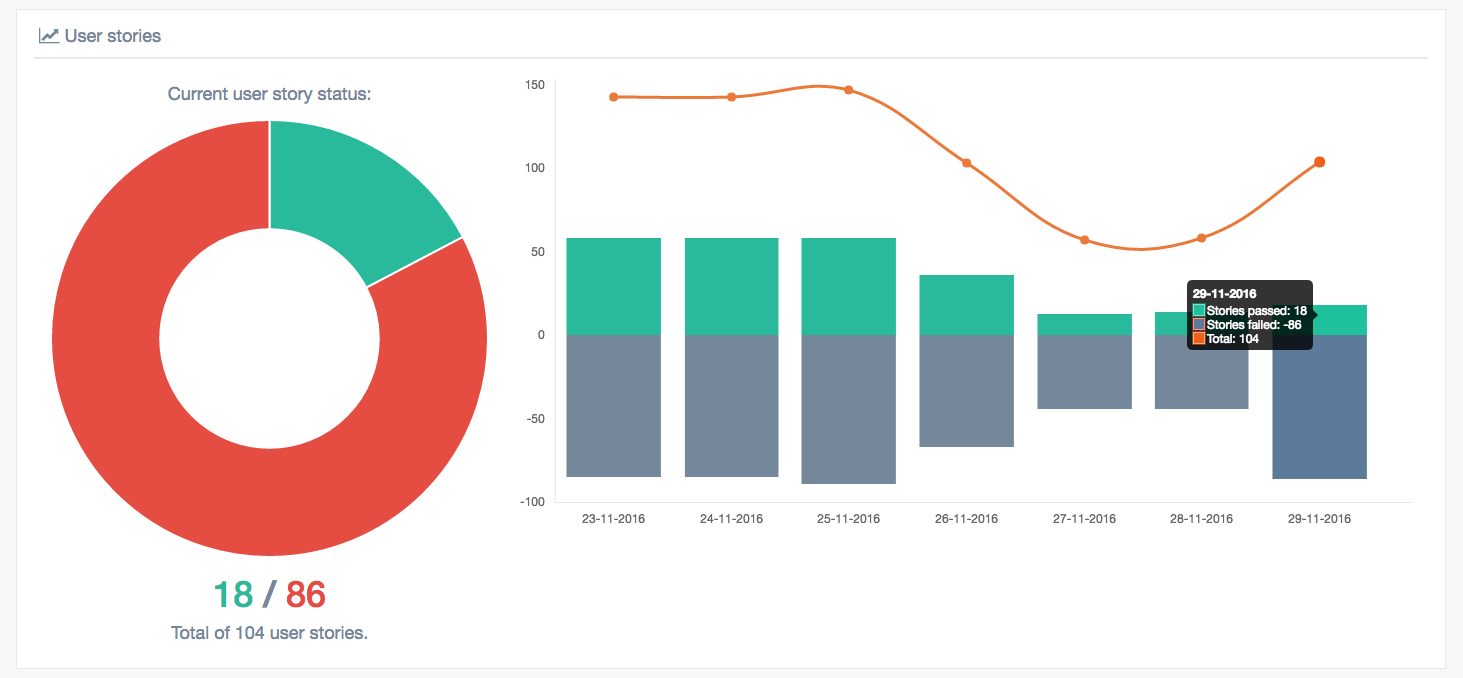 User stories
Current user story status:
18 / 86
Total of 104 user stories.
150
100
50
0
-50
-100
23-11-2016
24-11-2016
25-11-2016
26-11-2016
27-11-2016
28-11-2016
29-11-2016
29-11-2016
Stories passed: 18
Stories failed: -86
Total: 104